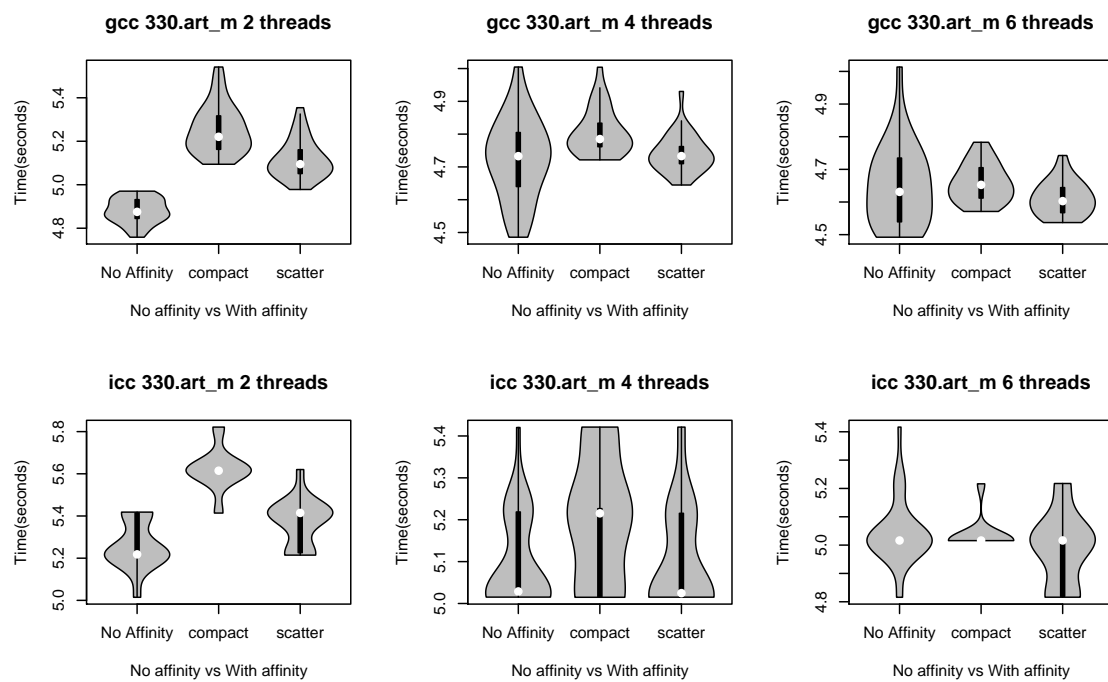 gcc 330.art_m 2 threads
Time(seconds)
4.8 5.0 5.2 5.4
No Affinity compact scatter
No affinity vs With affinity
gcc 330.art_m 4 threads
Time(seconds)
4.5 4.7 4.9
No Affinity compact scatter
No affinity vs With affinity
gcc 330.art_m 6 threads
Time(seconds)
4.5 4.7 4.9
No Affinity compact scatter
No affinity vs With affinity
icc 330.art_m 2 threads
Time(seconds)
5.0 5.2 5.4 5.6 5.8
No Affinity compact scatter
No affinity vs With affinity
icc 330.art_m 4 threads
Time(seconds)
5.0 5.1 5.2 5.3 5.4
No Affinity compact scatter
No affinity vs With affinity
icc 330.art_m 6 threads
Time(seconds)
4.8 5.0 5.2 5.4
No Affinity compact scatter
No affinity vs With affinity